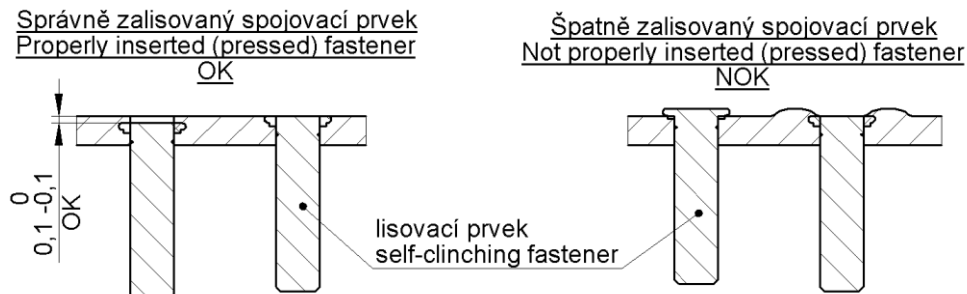 Správně zalisovaný spojovací prvek
Properly inserted (pressed) fastener
OK
Špatně zalisovaný spojovací prvek
Not properly inserted (pressed) fastener
NOK
0
0,1 -0,1
OK
lisovací prvek
self-clinching fastener